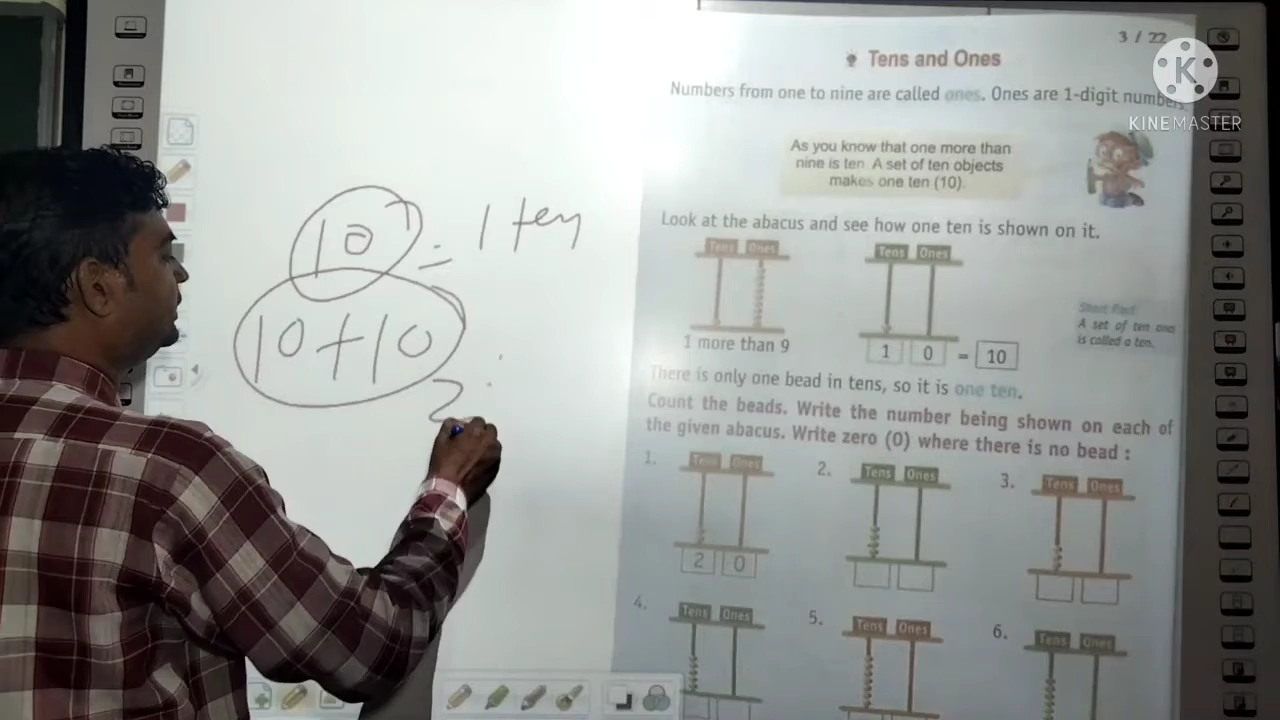 10 = 1 ten
10+10
2
3 / 22
KINEMASTER
Tens and Ones
Numbers from one to nine are called ones. Ones are 1-digit numbers
As you know that one more than
nine is ten. A set of ten objects
makes one ten (10).
Look at the abacus and see how one ten is shown on it.
Tens Ones
Tens Ones
1 more than 9
1 0 = 10
Short Fact
A set of ten ones
is called a ten.
There is only one bead in tens, so it is one ten.
Count the beads. Write the number being shown on each of
the given abacus. Write zero (0) where there is no bead :
1. Tens Ones
2 0
2. Tens Ones
3. Tens Ones
4. Tens Ones
5. Tens Ones
6. Tens Ones